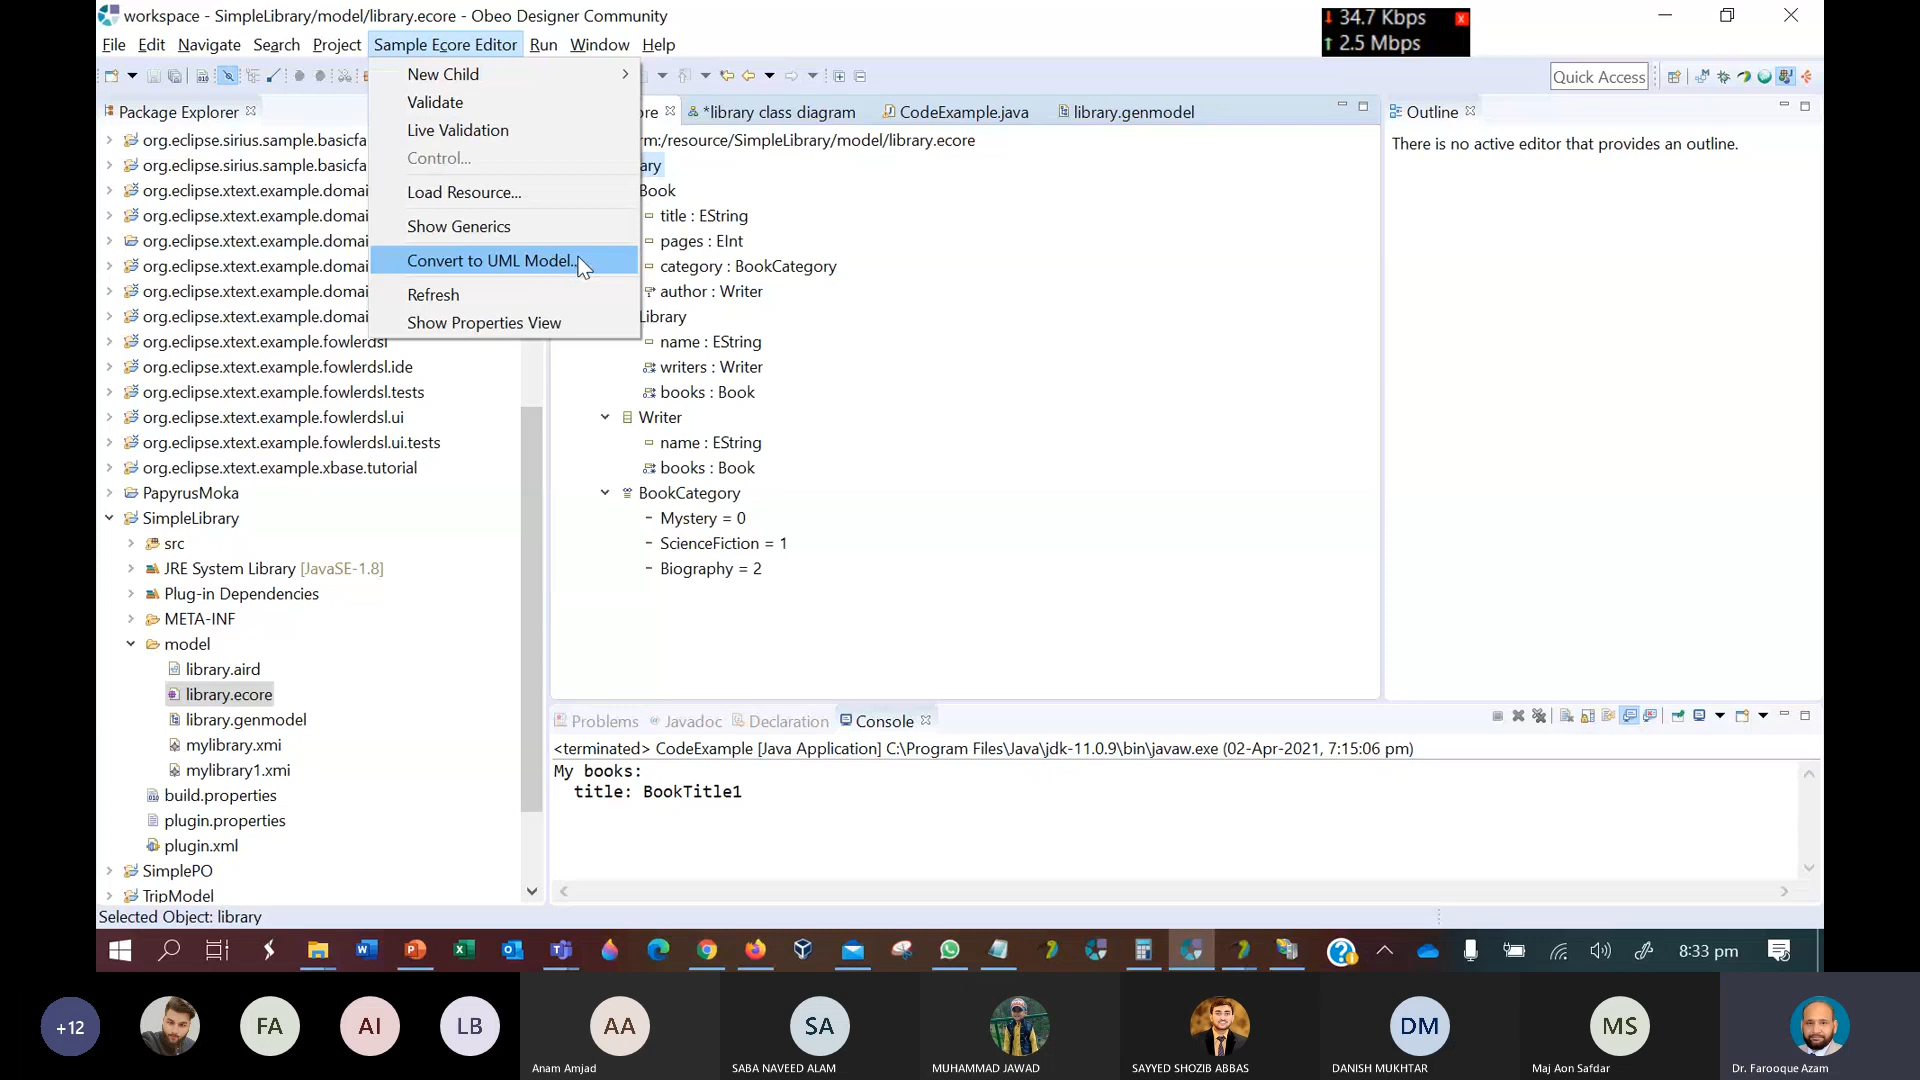 workspace - SimpleLibrary/model/library.ecore - Obeo Designer Community
34.7 Kbps
2.5 Mbps
File Edit Navigate Search Project Sample Ecore Editor Run Window Help
Quick Access
New Child
Validate
Live Validation
Control...
Load Resource...
Show Generics
Convert to UML Model...
Refresh
Show Properties View
Package Explorer
org.eclipse.sirius.sample.basicfa
org.eclipse.sirius.sample.basicfa
org.eclipse.xtext.example.domai
org.eclipse.xtext.example.domai
org.eclipse.xtext.example.domai
org.eclipse.xtext.example.domai
org.eclipse.xtext.example.domai
org.eclipse.xtext.example.domai
org.eclipse.xtext.example.fowlerdsl
org.eclipse.xtext.example.fowlerdsl.ide
org.eclipse.xtext.example.fowlerdsl.tests
org.eclipse.xtext.example.fowlerdsl.ui
org.eclipse.xtext.example.fowlerdsl.ui.tests
org.eclipse.xtext.example.xbase.tutorial
PapyrusMoka
SimpleLibrary
src
JRE System Library [JavaSE-1.8]
Plug-in Dependencies
META-INF
model
library.aird
library.ecore
library.genmodel
mylibrary.xmi
mylibrary1.xmi
build.properties
plugin.properties
plugin.xml
SimplePO
TripModel
ore *library class diagram CodeExample.java library.genmodel
rm:/resource/SimpleLibrary/model/library.ecore
ary
Book
title : EString
pages : EInt
category : BookCategory
author : Writer
Library
name : EString
writers : Writer
books : Book
Writer
name : EString
books : Book
BookCategory
Mystery = 0
ScienceFiction = 1
Biography = 2
Outline
There is no active editor that provides an outline.
Problems Javadoc Declaration Console
<terminated> CodeExample [Java Application] C:\Program Files\Java\jdk-11.0.9\bin\javaw.exe (02-Apr-2021, 7:15:06 pm)
My books:
title: BookTitle1
Selected Object: library
8:33 pm
+12
FA
AI
LB
AA
SA
DM
MS
Anam Amjad
SABA NAVEED ALAM
MUHAMMAD JAWAD
SAYYED SHOZIB ABBAS
DANISH MUKHTAR
Maj Aon Safdar
Dr. Farooque Azam